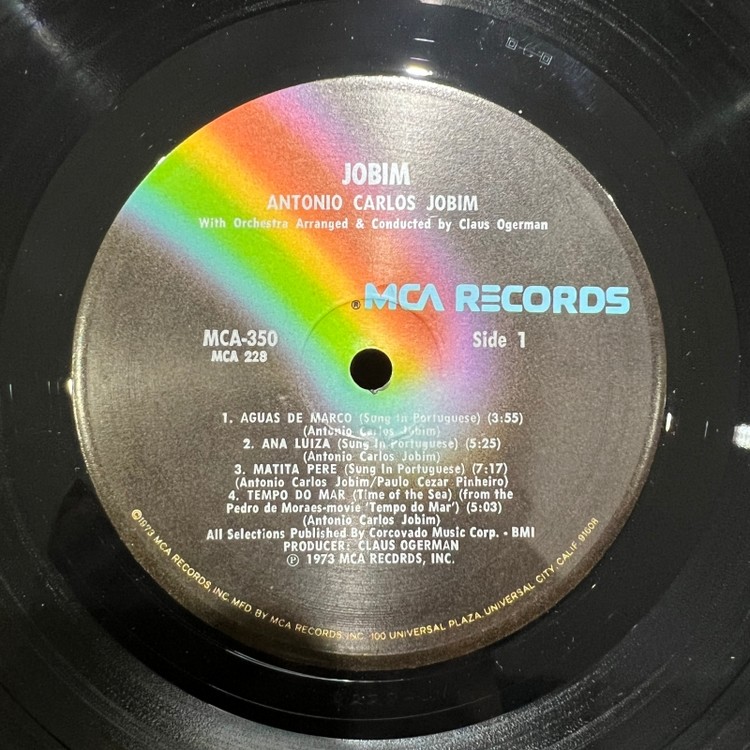 JOBIM
ANTONIO CARLOS JOBIM
With Orchestra Arranged & Conducted by Claus Ogerman
® MCA RECORDS
MCA-350
MCA 228
Side 1
1. AGUAS DE MARCO (Sung In Portuguese) (3:55)
(Antonio Carlos Jobim)
2. ANA LUIZA (Sung In Portuguese) (5:25)
(Antonio Carlos Jobim)
3. MATITA PERE (Sung In Portuguese) (7:17)
(Antonio Carlos Jobim/Paulo Cezar Pinheiro)
4. TEMPO DO MAR (Time of the Sea) (from the
Pedro de Moraes-movie 'Tempo do Mar') (5:03)
(Antonio Carlos Jobim)
All Selections Published By Corcovado Music Corp. - BMI
PRODUCER: CLAUS OGERMAN
℗ 1973 MCA RECORDS, INC.
©1973 MCA RECORDS, INC. MFD BY MCA RECORDS, INC. 100 UNIVERSAL PLAZA, UNIVERSAL CITY, CALIF. 91608